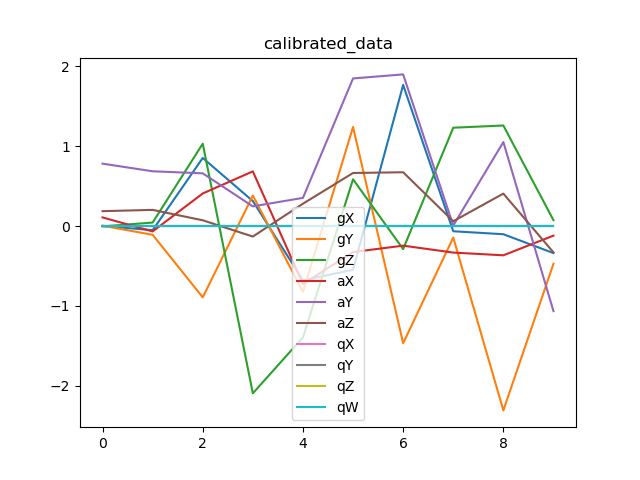 calibrated_data
2
1
0
−1
−2
gX
gY
gZ
aX
aY
aZ
qX
qY
qZ
qW
0 2 4 6 8